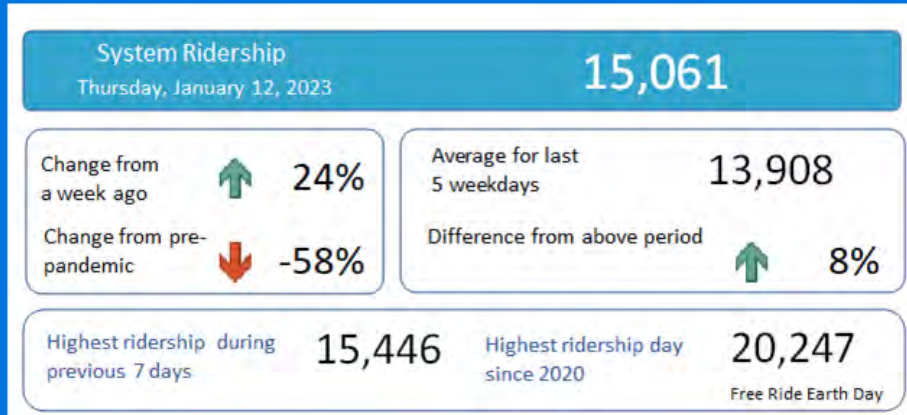 System Ridership
Thursday, January 12, 2023
15,061
Change from
a week ago
24%
Change from pre-
pandemic
-58%
Average for last
5 weekdays
13,908
Difference from above period
8%
Highest ridership during
previous 7 days
15,446
Highest ridership day
since 2020
20,247
Free Ride Earth Day